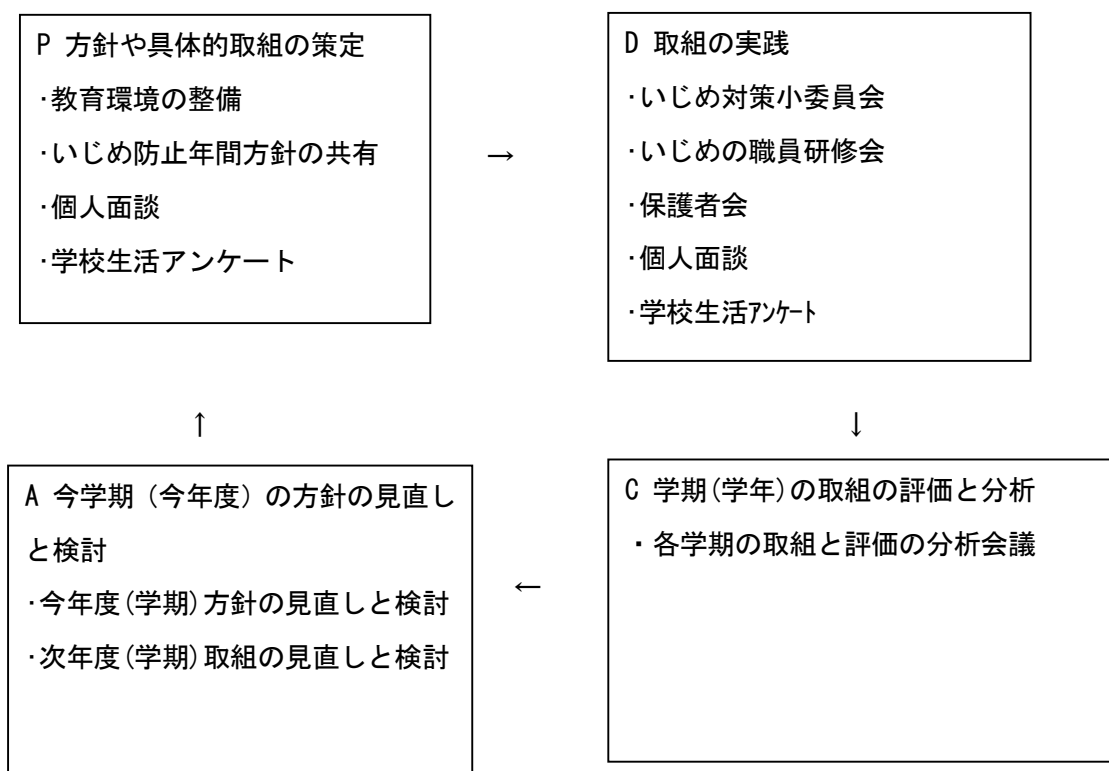 P 方針や具体的取組の策定
・教育環境の整備
・いじめ防止年間方針の共有
・個人面談
・学校生活アンケート
→
D 取組の実践
・いじめ対策小委員会
・いじめの職員研修会
・保護者会
・個人面談
・学校生活ｱﾝｹｰﾄ
↑
↓
A 今学期（今年度）の方針の見直し
と検討
・今年度(学期)方針の見直しと検討
・次年度(学期)取組の見直しと検討
←
C 学期(学年)の取組の評価と分析
・各学期の取組と評価の分析会議